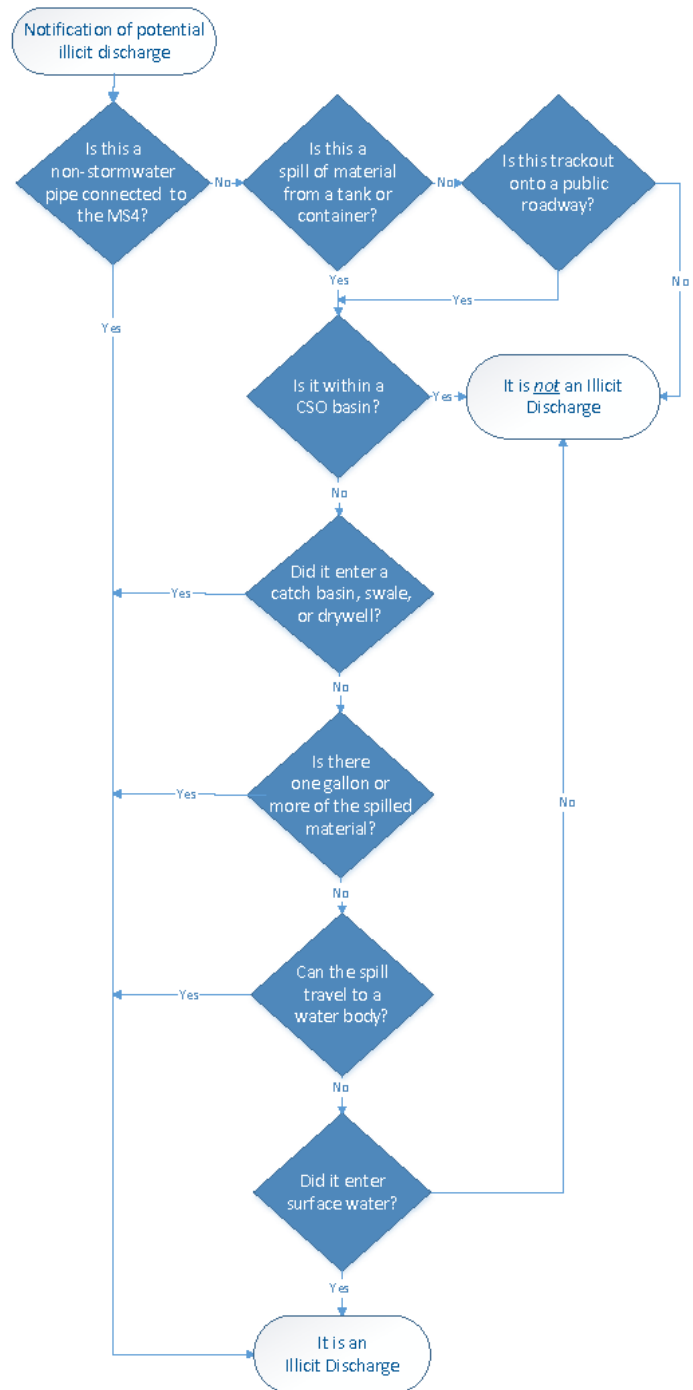 Notification of potential
illicit discharge
Is this a
non-stormwater
pipe connected to
the MS4?
No
Is this a
spill of material
from a tank or
container?
No
Is this trackout
onto a public
roadway?
No
Yes
Yes
Yes
Is it within a
CSO basin?
Yes
It is not an Illicit
Discharge
No
Did it enter a
catch basin, swale,
or drywell?
Yes
No
Is there
one gallon or
more of the spilled
material?
Yes
No
No
Can the spill
travel to a
water body?
Yes
No
Did it enter
surface water?
Yes
It is an
Illicit Discharge